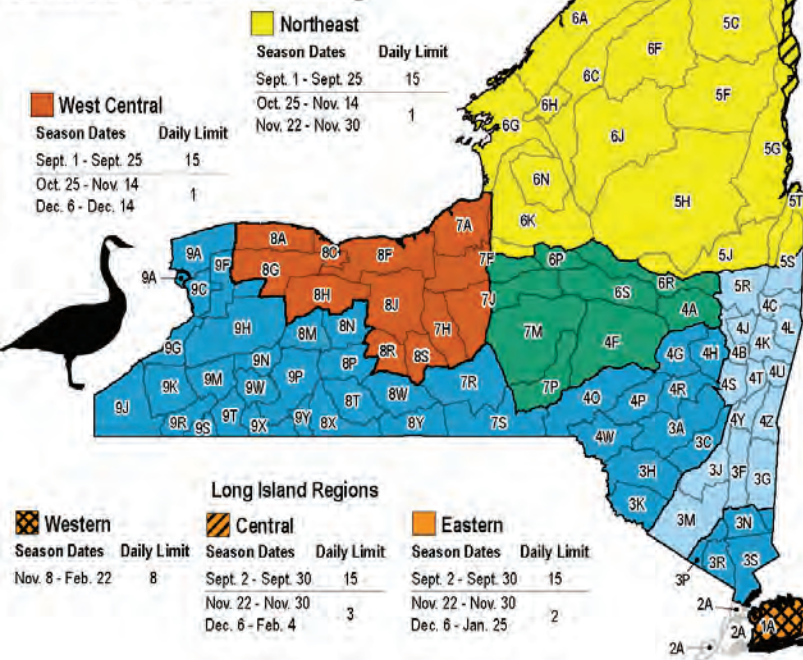 Northeast
Season Dates Daily Limit
Sept. 1 - Sept. 25 15
Oct. 25 - Nov. 14
Nov. 22 - Nov. 30
1
West Central
Season Dates Daily Limit
Sept. 1 - Sept. 25 15
Oct. 25 - Nov. 14
Dec. 6 - Dec. 14
1
6A 5C
6F
6C
5F
6H
6G
6J
5G
6N
5H
5T
6K
7A
5J
5S
8A
8C
8F
7F
6P
9A
9F
8G
9A
9C
8H
8J
7J
6S
6R
5R
4A
4C
9H
8M
8N
7H
7M
4F
4J
4L
4K
9G
8R
8S
4G
4H
4B
9N
8P
4U
9K
9M
9W
9P
8W
7R
7P
4O
4P
4R
4S
4T
9J
9R
9S
9T
9X
9Y
8X
8T
8Y
7S
4W
3A
4Y
4Z
3C
3H
3J
3F
3G
3K
3M
3N
3P
3R
3S
2A
2A
1A
2A
Long Island Regions
Western
Season Dates Daily Limit
Nov. 8 - Feb. 22 8
Central
Season Dates Daily Limit
Sept. 2 - Sept. 30 15
Nov. 22 - Nov. 30
Dec. 6 - Feb. 4
3
Eastern
Season Dates Daily Limit
Sept. 2 - Sept. 30 15
Nov. 22 - Nov. 30
Dec. 6 - Jan. 25
2